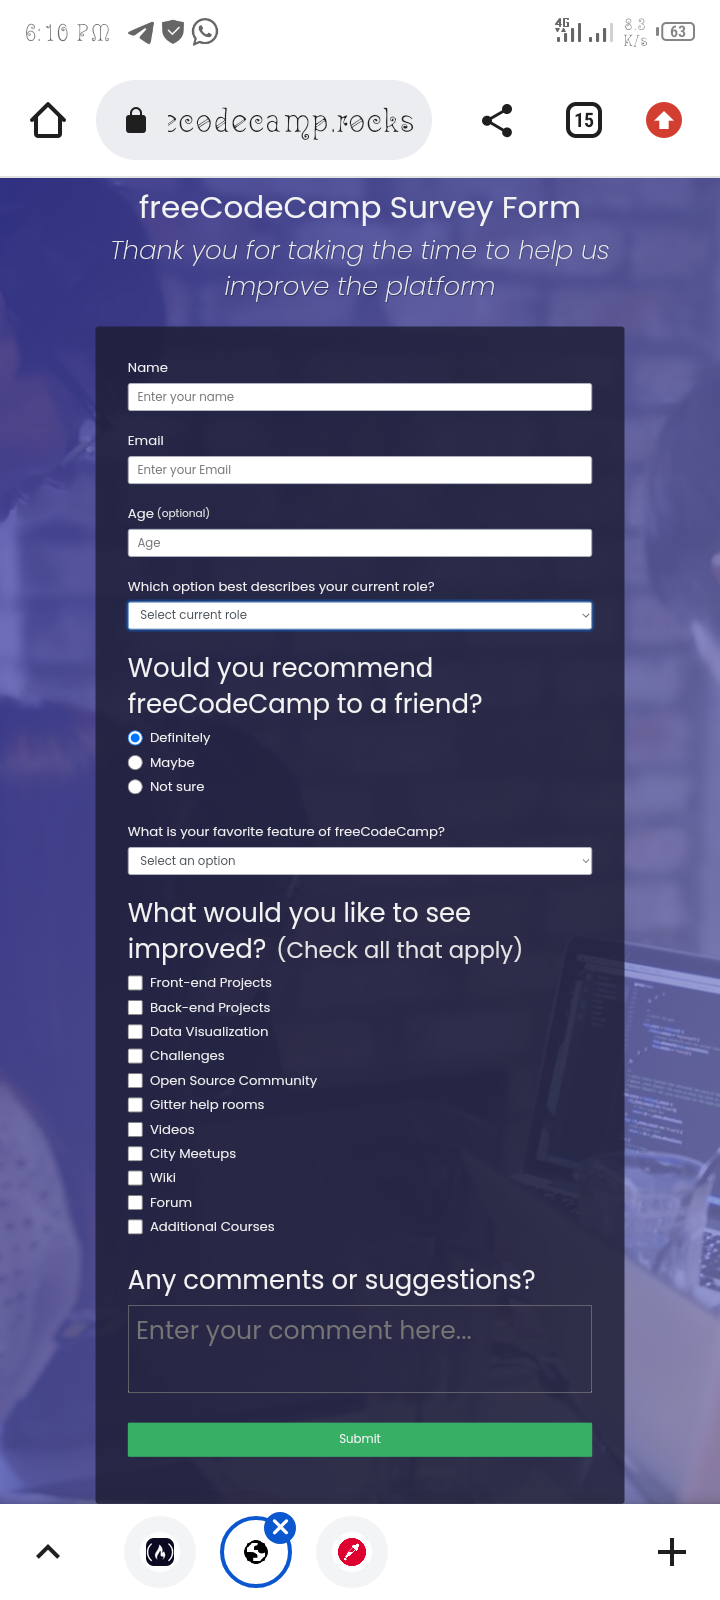 6:10 PM
4G
8.3
K/s
63
codecamp.rocks
15
freeCodeCamp Survey Form
Thank you for taking the time to help us
improve the platform
Name
Enter your name
Email
Enter your Email
Age (optional)
Age
Which option best describes your current role?
Select current role
Would you recommend
freeCodeCamp to a friend?
Definitely
Maybe
Not sure
What is your favorite feature of freeCodeCamp?
Select an option
What would you like to see
improved? (Check all that apply)
Front-end Projects
Back-end Projects
Data Visualization
Challenges
Open Source Community
Gitter help rooms
Videos
City Meetups
Wiki
Forum
Additional Courses
Any comments or suggestions?
Enter your comment here...
Submit